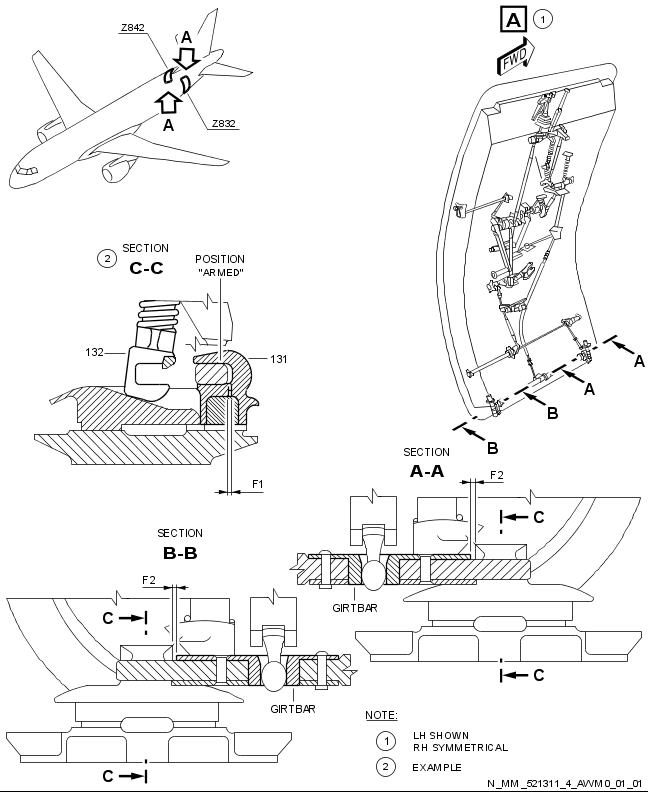 Z842
A
A
Z832
A 1
FWD
2 SECTION
C-C
POSITION
"ARMED"
132
131
F1
A
A
B
B
SECTION
A-A
F2
C
GIRTBAR
C
SECTION
B-B
F2
C
GIRTBAR
C
NOTE:
1 LH SHOWN
RH SYMMETRICAL
2 EXAMPLE
N_MM_521311_4_AVM0_01_01